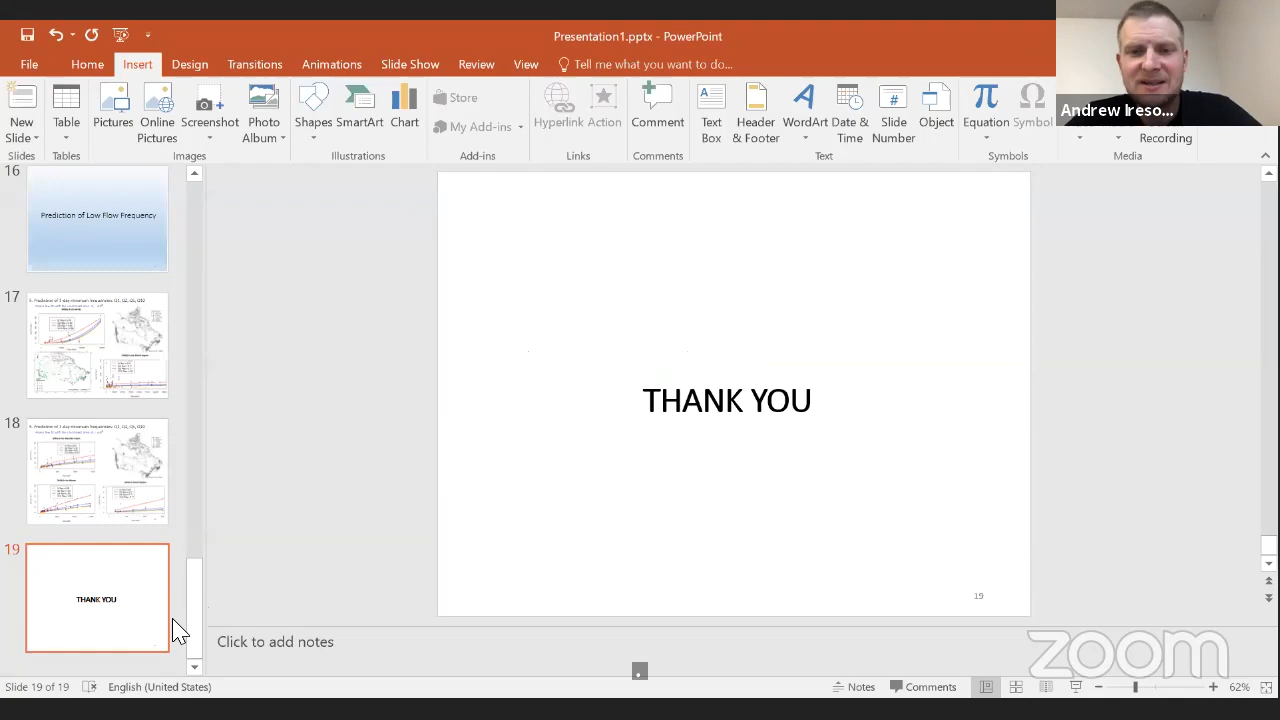 Presentation1.pptx - PowerPoint
File Home Insert Design Transitions Animations Slide Show Review View Tell me what you want to do...
Andrew Ireso...
New Slide
Table
Pictures
Online Pictures
Screenshot
Photo Album
Shapes
SmartArt
Chart
Store
My Add-ins
Hyperlink
Action
Comment
Text Box
Header & Footer
WordArt
Date & Time
Slide Number
Object
Equation
Symbol
Recording
Slides Tables Images Illustrations Add-ins Links Comments Text Symbols Media
16
Prediction of Low Flow Frequency
17
18
19
THANK YOU
THANK YOU
19
Click to add notes
zoom
Slide 19 of 19 English (United States) Notes Comments 62%